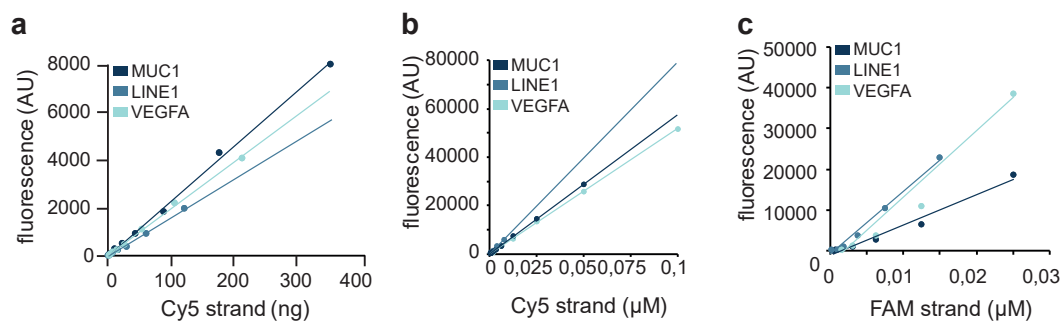 a
fluorescence (AU)
8000
6000
4000
2000
0
MUC1
LINE1
VEGFA
0
100
200
300
400
Cy5 strand (ng)
b
fluorescence (AU)
80000
60000
40000
20000
0
MUC1
LINE1
VEGFA
0
0,025
0,050
0,075
0,1
Cy5 strand (µM)
c
fluorescence (AU)
50000
40000
30000
20000
10000
0
MUC1
LINE1
VEGFA
0
0,01
0,02
0,03
FAM strand (µM)